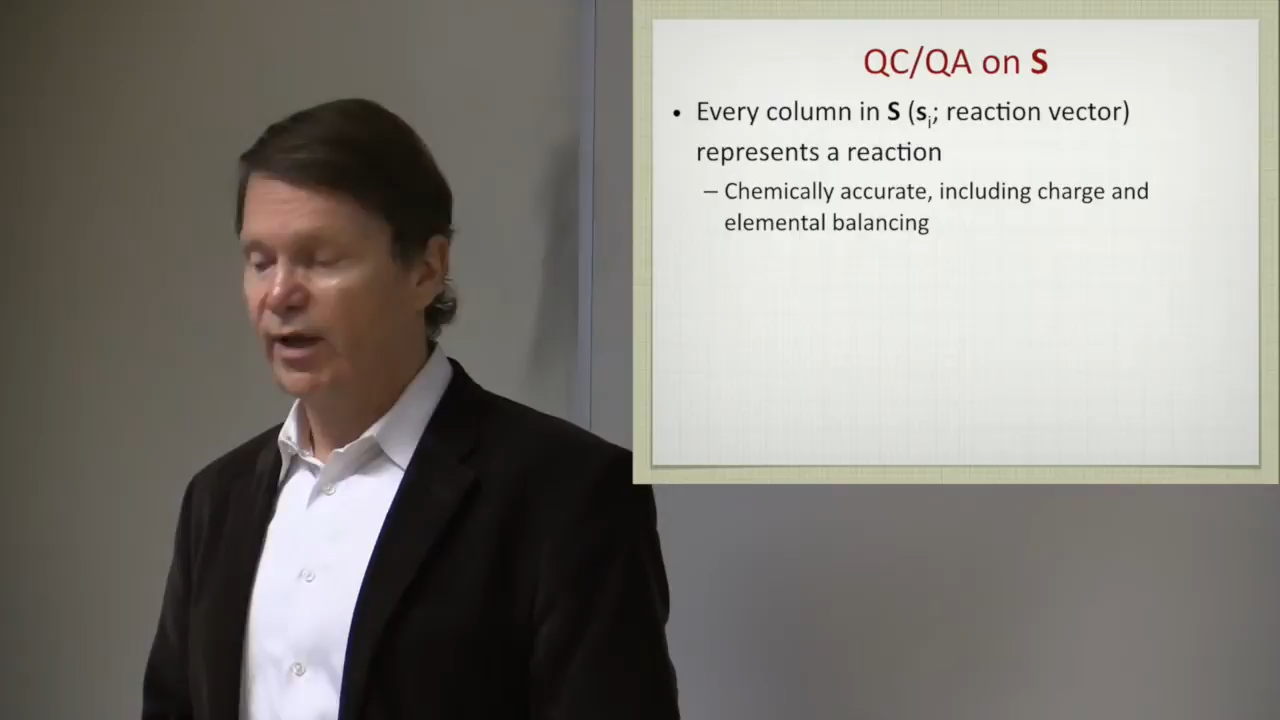 QC/QA on S
• Every column in S (si; reaction vector)
represents a reaction
– Chemically accurate, including charge and
elemental balancing